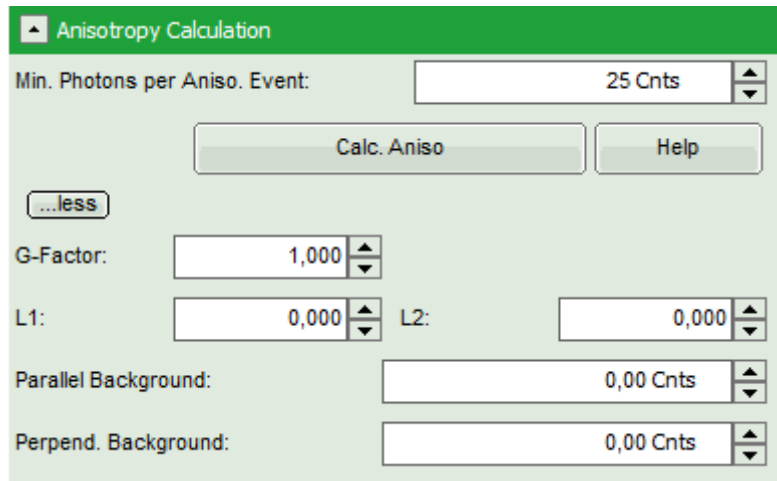 Anisotropy Calculation
Min. Photons per Aniso. Event: 25 Cnts
Calc. Aniso Help
...less
G-Factor: 1,000
L1: 0,000 L2: 0,000
Parallel Background: 0,00 Cnts
Perpend. Background: 0,00 Cnts